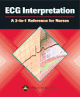 ECG Interpretation
A 2-in-1 Reference for Nurses